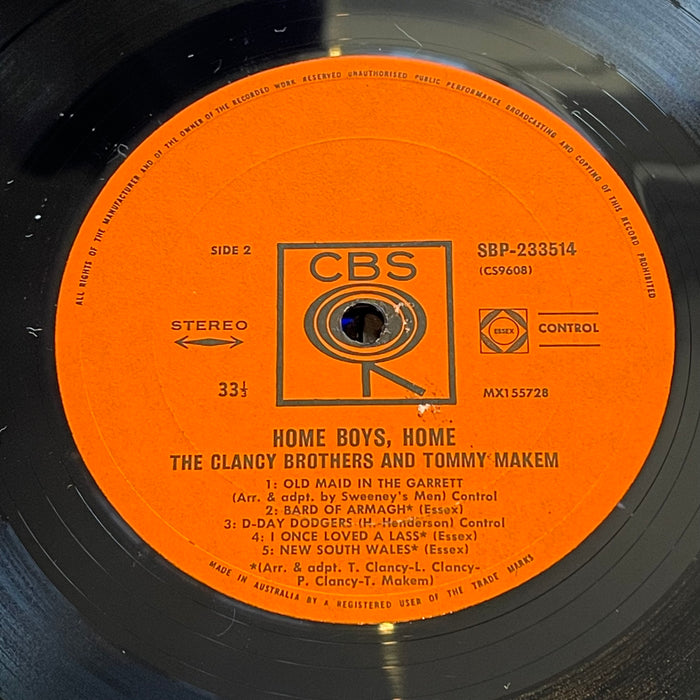 ALL RIGHTS OF THE MANUFACTURER AND OF THE OWNER OF THE RECORDED WORK RESERVED UNAUTHORISED PUBLIC PERFORMANCE BROADCASTING AND COPYING OF THIS RECORD PROHIBITED
SIDE 2
CBS
SBP-233514
(CS9608)
STEREO
ESSEX
CONTROL
33⅓
MX155728
HOME BOYS, HOME
THE CLANCY BROTHERS AND TOMMY MAKEM
1: OLD MAID IN THE GARRETT
(Arr. & adpt. by Sweeney's Men) Control
2: BARD OF ARMAGH* (Essex)
3: D-DAY DODGERS (H.-Henderson) Control
4: I ONCE LOVED A LASS* (Essex)
5: NEW SOUTH WALES* (Essex)
*(Arr. & adpt. T. Clancy-L. Clancy-
P. Clancy-T. Makem)
MADE IN AUSTRALIA BY A REGISTERED USER OF THE TRADE MARKS